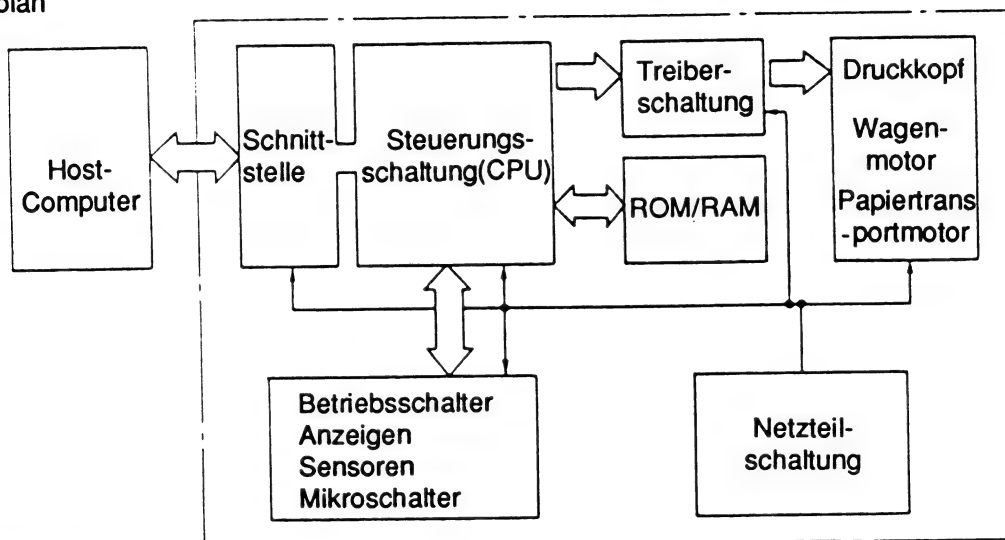 plan
Host-
Computer
Schnitt-
stelle
Steuerungs-
schaltung(CPU)
Treiber-
schaltung
ROM/RAM
Druckkopf
Wagen-
motor
Papiertrans
-portmotor
Betriebsschalter
Anzeigen
Sensoren
Mikroschalter
Netzteil-
schaltung